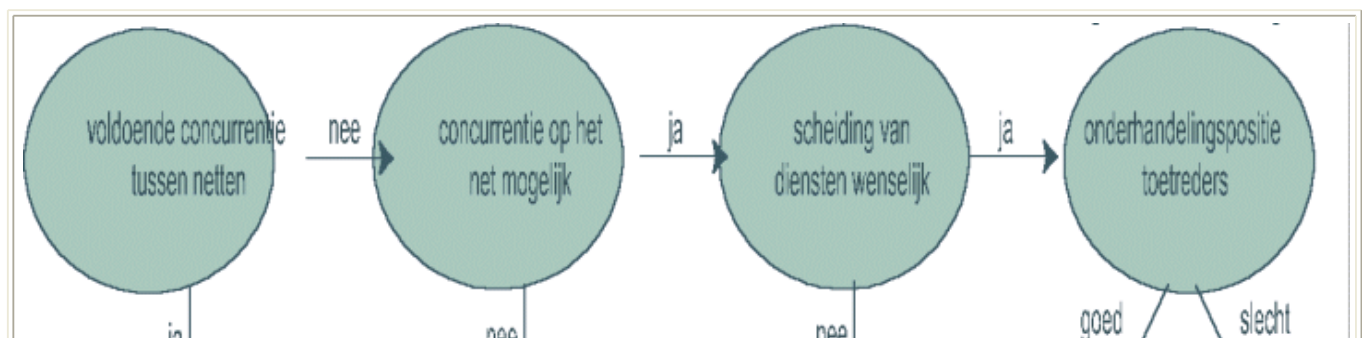 voldoende concurrentie
tussen netten
nee
concurrentie op het
net mogelijk
ja
scheiding van
diensten wenselijk
ja
onderhandelingspositie
toetreders
ja
nee
nee
goed
slecht